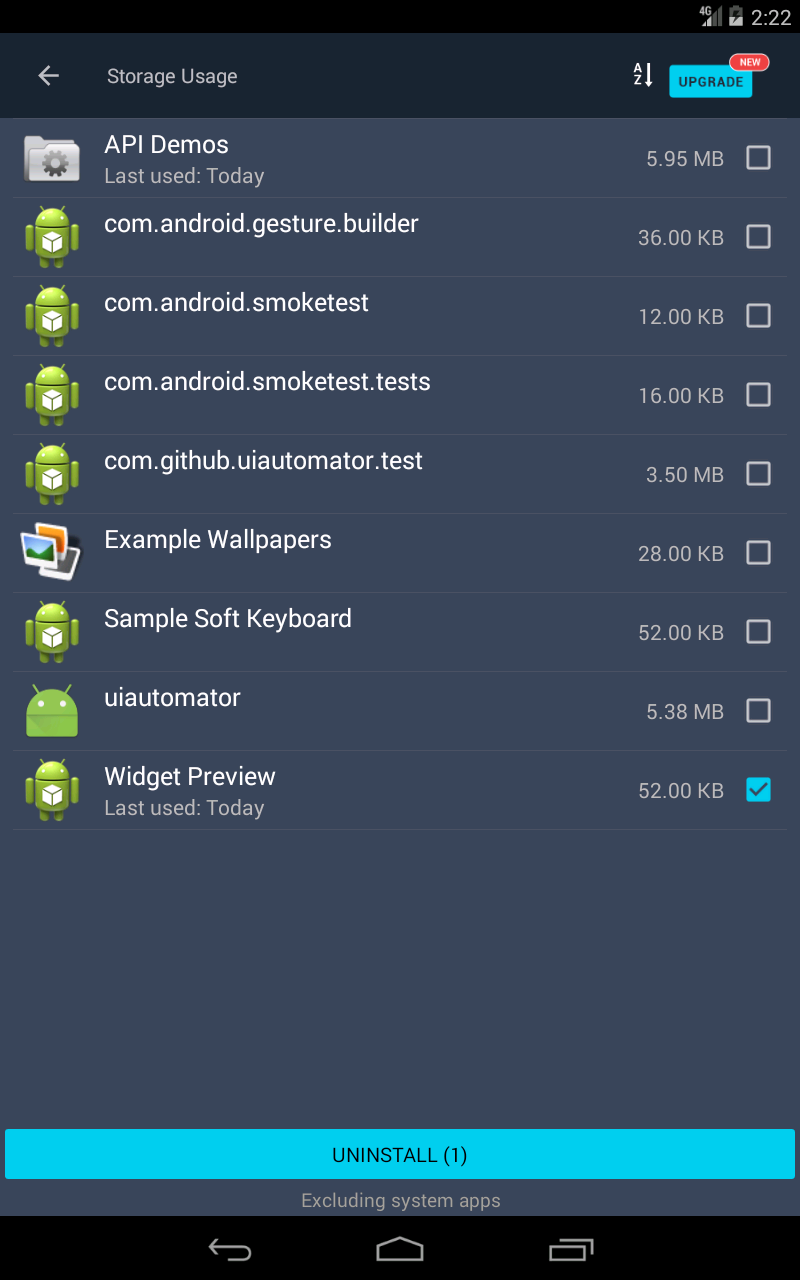 4G
2:22
Storage Usage
A
Z
NEW
UPGRADE
API Demos
Last used: Today
5.95 MB
com.android.gesture.builder
36.00 KB
com.android.smoketest
12.00 KB
com.android.smoketest.tests
16.00 KB
com.github.uiautomator.test
3.50 MB
Example Wallpapers
28.00 KB
Sample Soft Keyboard
52.00 KB
uiautomator
5.38 MB
Widget Preview
Last used: Today
52.00 KB
UNINSTALL (1)
Excluding system apps